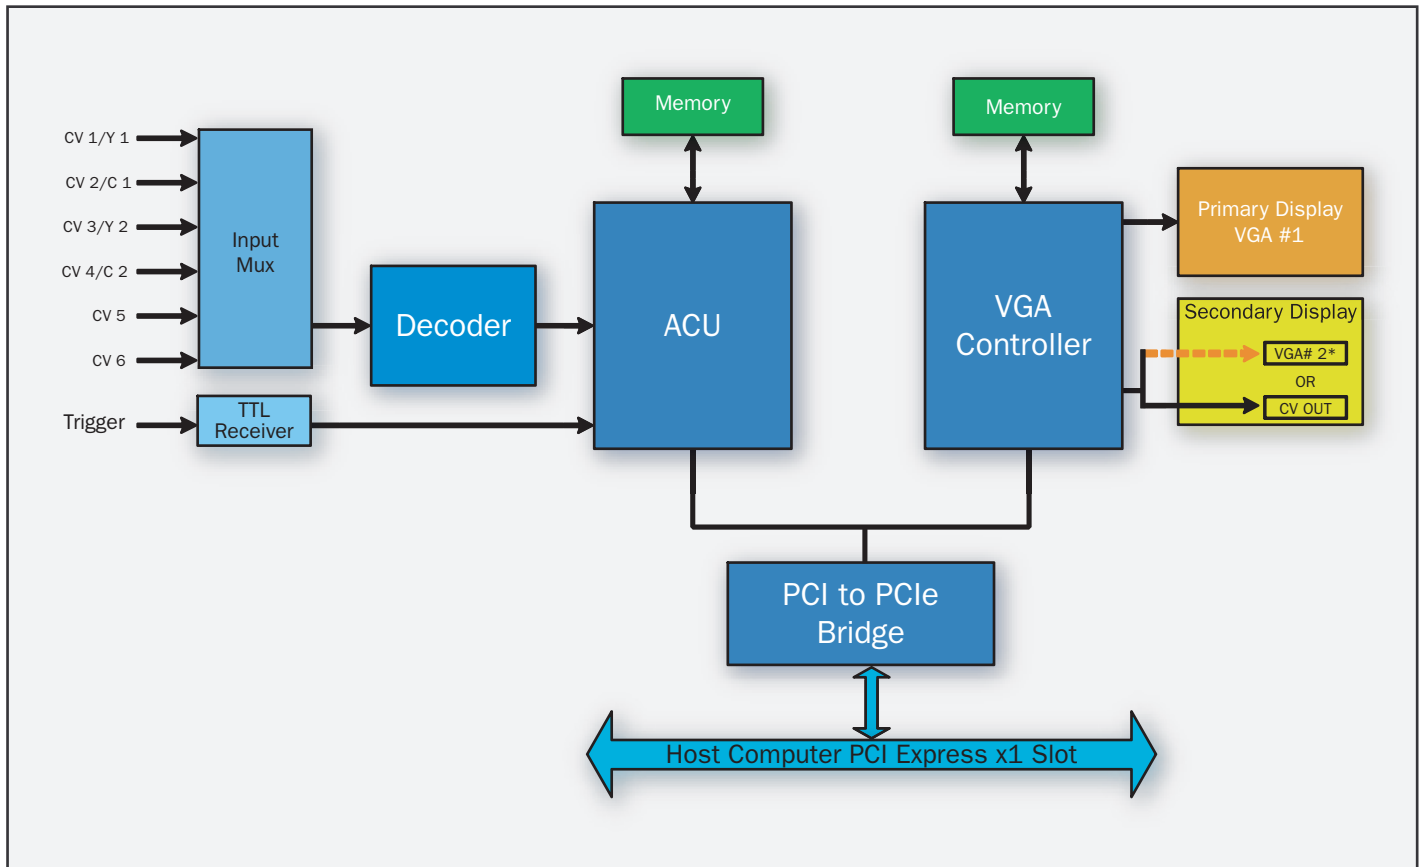 Memory
Memory
CV 1/Y 1
CV 2/C 1
CV 3/Y 2
CV 4/C 2
CV 5
CV 6
Input
Mux
Trigger
TTL
Receiver
Decoder
ACU
VGA
Controller
Primary Display
VGA #1
Secondary Display
VGA# 2*
OR
CV OUT
PCI to PCIe
Bridge
Host Computer PCI Express x1 Slot